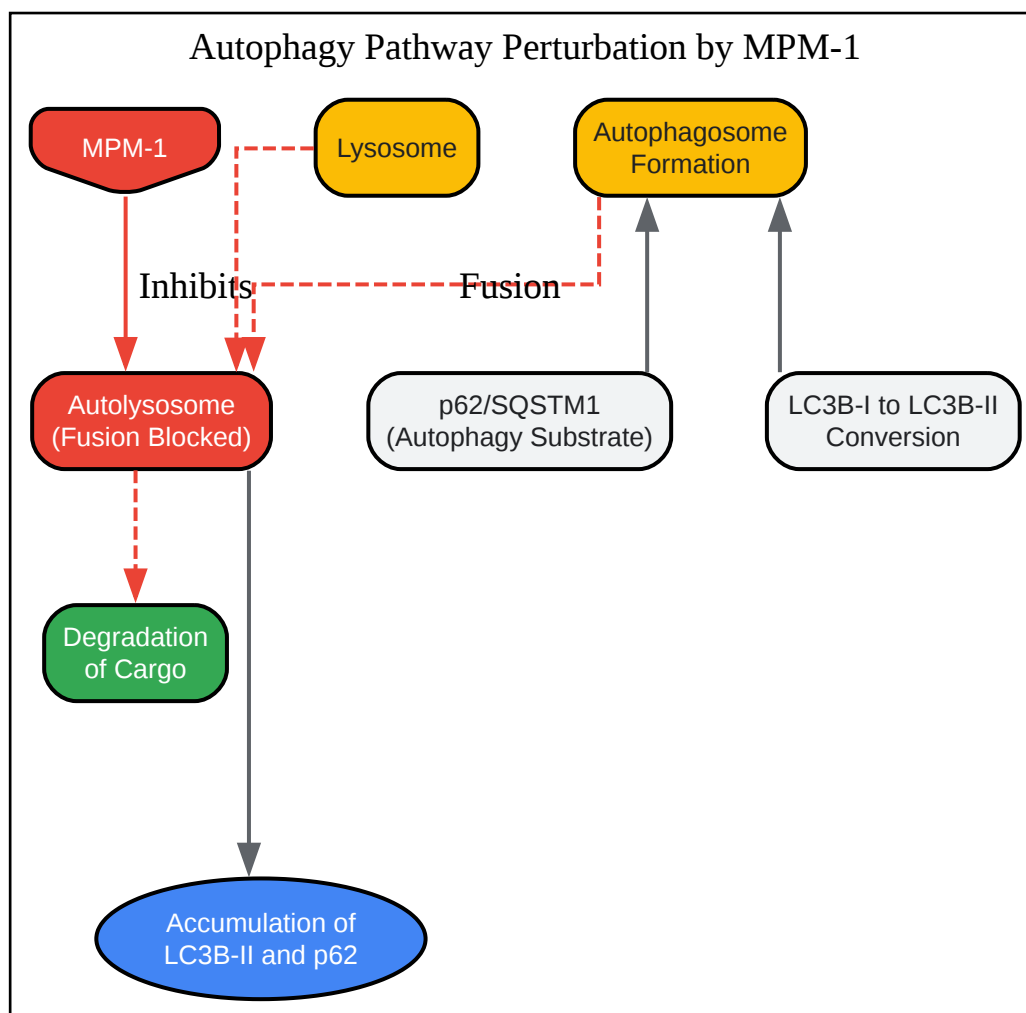 Autophagy Pathway Perturbation by MPM-1
MPM-1
Lysosome
Autophagosome
Formation
Inhibits
Fusion
Autolysosome
(Fusion Blocked)
p62/SQSTM1
(Autophagy Substrate)
LC3B-I to LC3B-II
Conversion
Degradation
of Cargo
Accumulation of
LC3B-II and p62